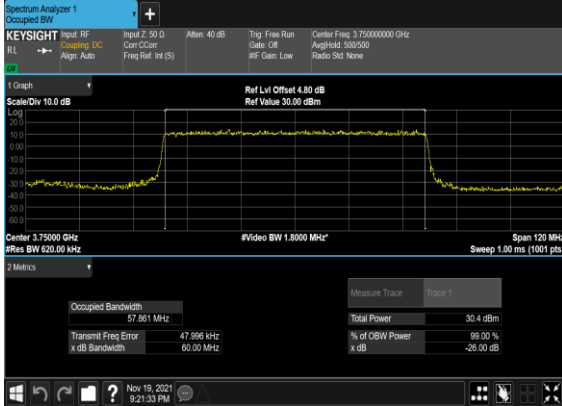 Spectrum Analyzer 1
Occupied BW
+
KEYSIGHT Input: RF Input Z: 50 Ω Atten: 40 dB Trig: Free Run Center Freq: 3.750000000 GHz
RL Coupling: DC Corr CCorr Gate: Off Avg|Hold: 500/500
Align: Auto Freq Ref: Int (S) #IF Gain: Low Radio Std: None
1 Graph
Ref Lvl Offset 4.80 dB
Scale/Div 10.0 dB Ref Value 30.00 dBm
Log
20.0
10.0
0.00
-10.0
-20.0
-30.0
-40.0
-50.0
-60.0
Center 3.75000 GHz #Video BW 1.8000 MHz* Span 120 MHz
#Res BW 620.00 kHz Sweep 1.00 ms (1001 pts
2 Metrics
Measure Trace Trace 1
Occupied Bandwidth
57.861 MHz Total Power 30.4 dBm
Transmit Freq Error 47.996 kHz % of OBW Power 99.00 %
x dB Bandwidth 60.00 MHz x dB -26.00 dB
? Nov 19, 2021
9:21:33 PM